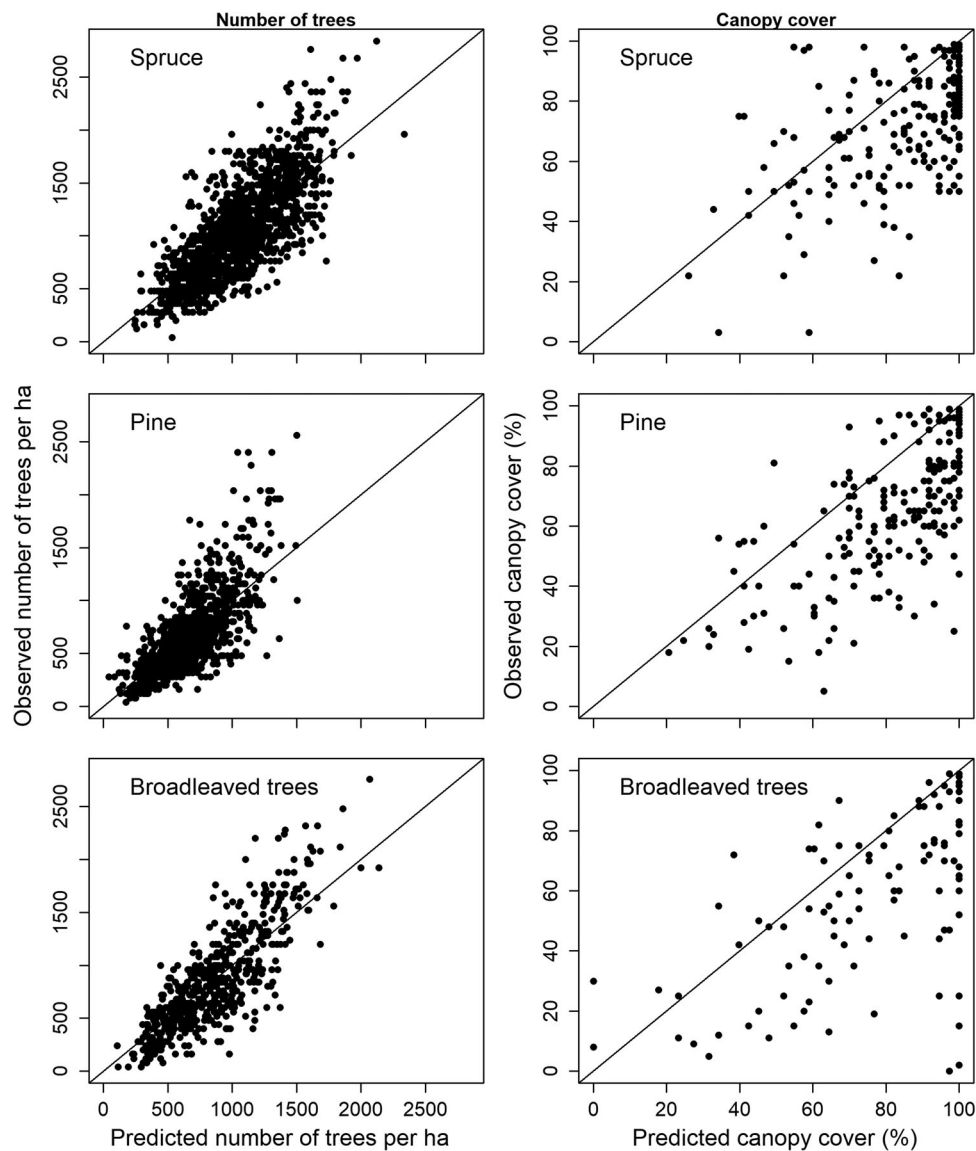 Number of trees
Canopy cover
Spruce
2500
1500
500
0
Spruce
100
80
60
40
20
0
Observed number of trees per ha
Pine
2500
1500
500
0
Observed canopy cover (%)
Pine
100
80
60
40
20
0
Broadleaved trees
2500
1500
500
0
Broadleaved trees
100
80
60
40
20
0
0 500 1000 1500 2000 2500
0 20 40 60 80 100
Predicted number of trees per ha
Predicted canopy cover (%)